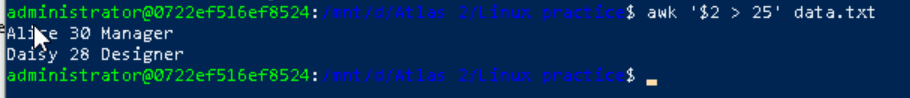 administrator@0722ef516ef8524:/mnt/d/Atlas 2/Linux practice$ awk '$2 > 25' data.txt
Alice 30 Manager
Daisy 28 Designer
administrator@0722ef516ef8524:/mnt/d/Atlas 2/Linux practice$